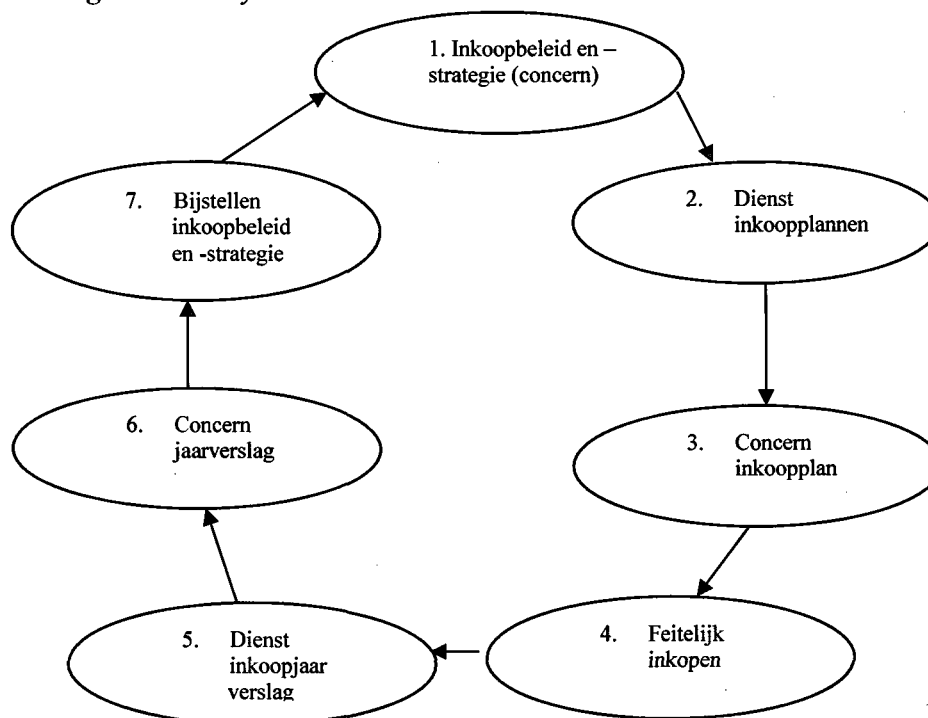 1. Inkoopbeleid en –
strategie (concern)
2. Dienst
inkoopplannen
3. Concern
inkoopplan
4. Feitelijk
inkopen
5. Dienst
inkoopjaar
verslag
6. Concern
jaarverslag
7. Bijstellen
inkoopbeleid
en -strategie